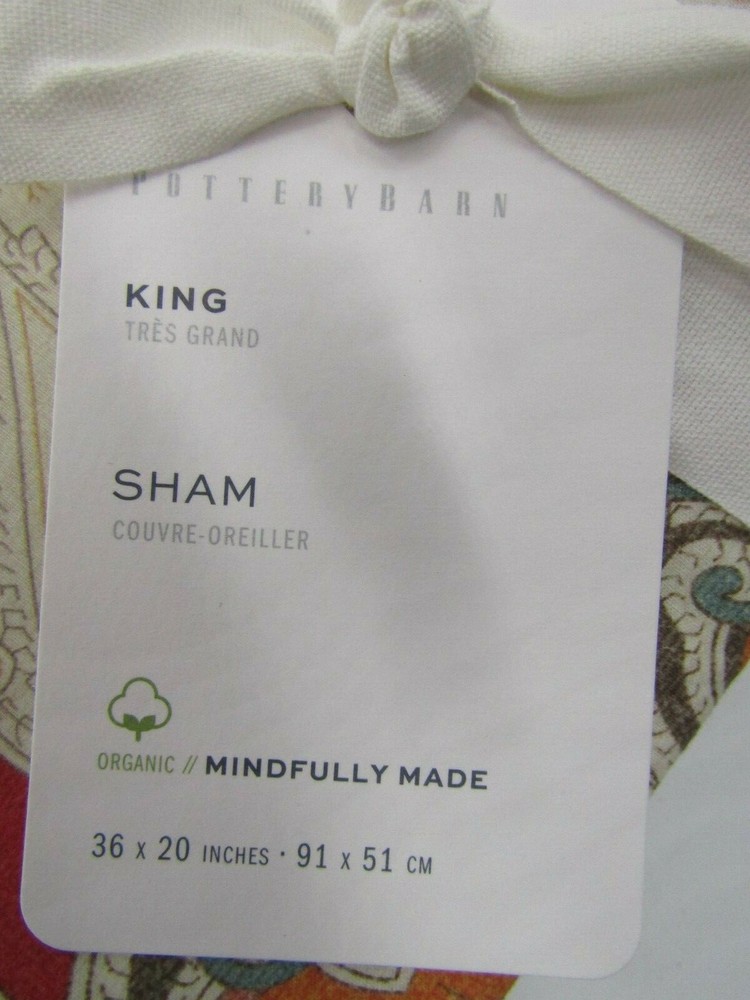 POTTERYBARN
KING
TRÈS GRAND
SHAM
COUVRE-OREILLER
ORGANIC // MINDFULLY MADE
36 x 20 INCHES · 91 x 51 CM